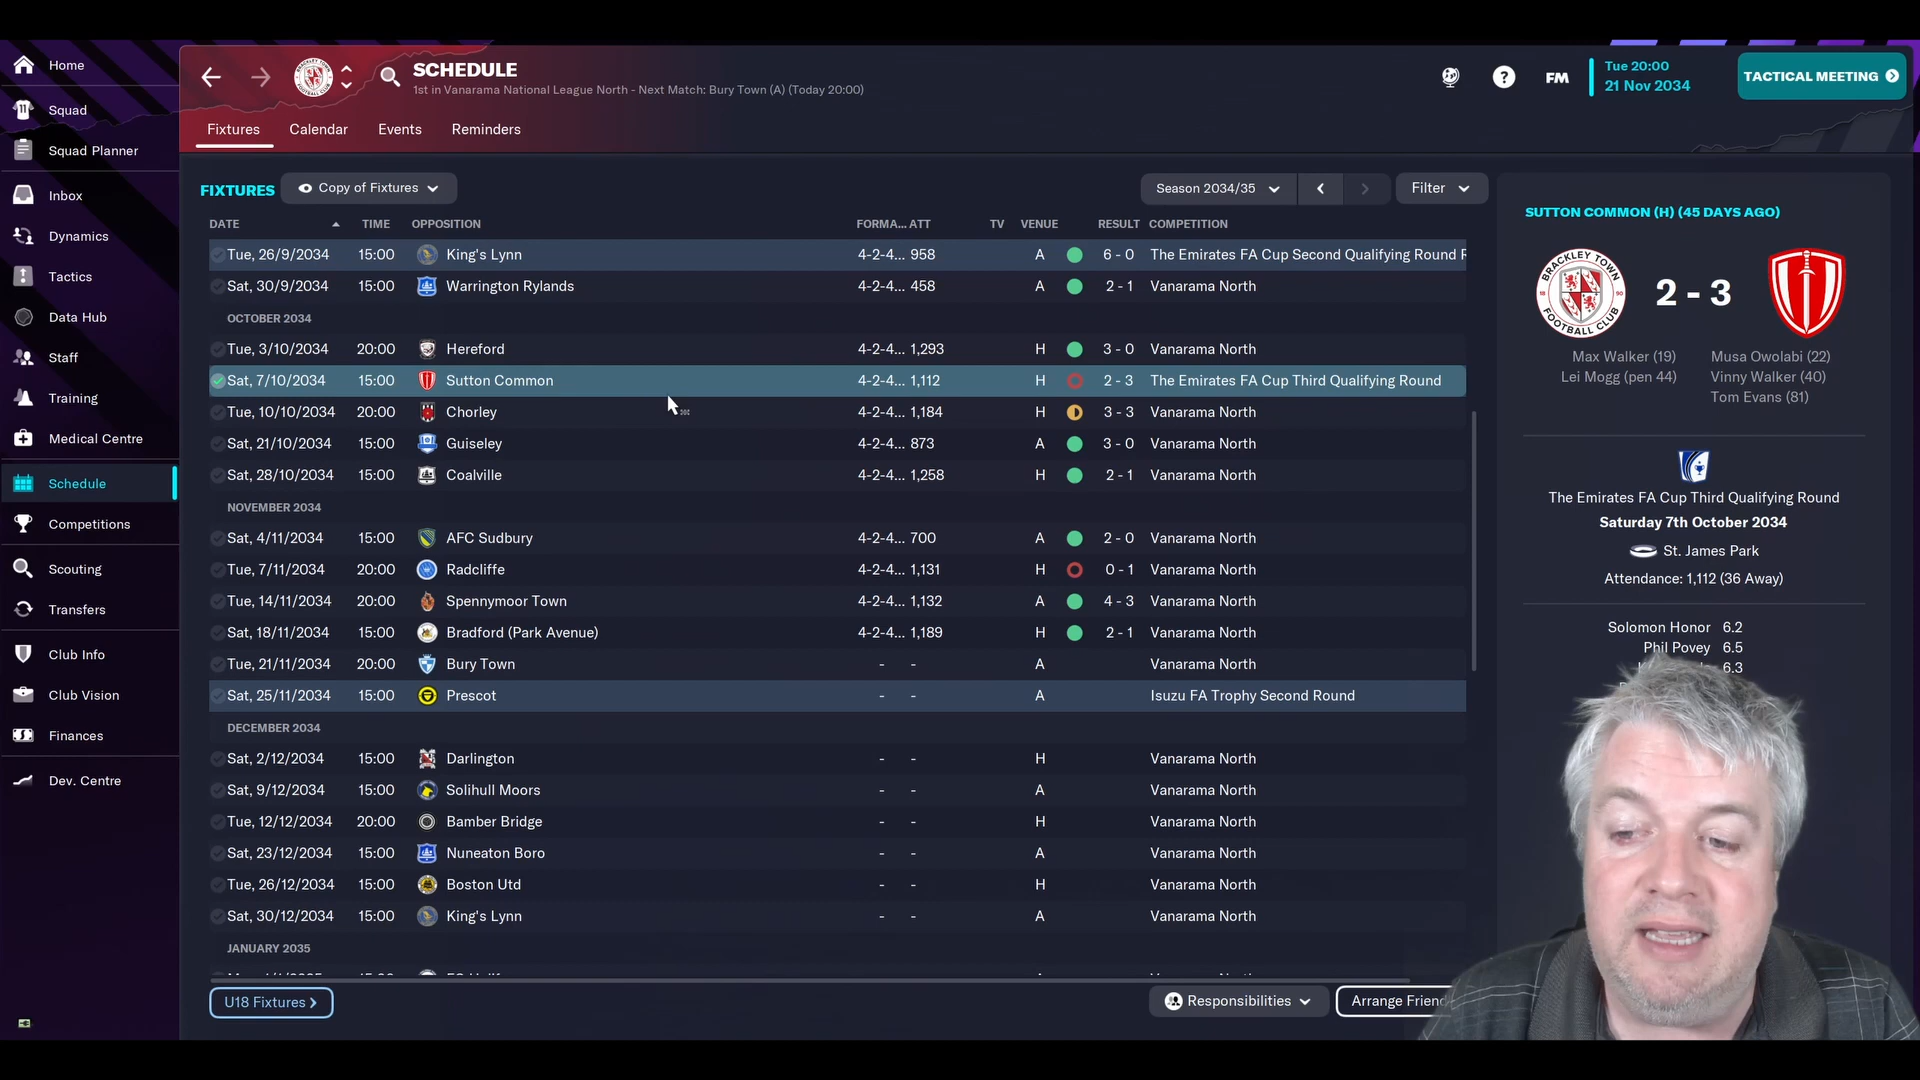 Home
Squad
Squad Planner
Inbox
Dynamics
Tactics
Data Hub
Staff
Training
Medical Centre
Schedule
Competitions
Scouting
Transfers
Club Info
Club Vision
Finances
Dev. Centre
SCHEDULE
1st in Vanarama National League North - Next Match: Bury Town (A) (Today 20:00)
FM
Tue 20:00
21 Nov 2034
TACTICAL MEETING
Fixtures Calendar Events Reminders
FIXTURES Copy of Fixtures Season 2034/35 Filter
DATE TIME OPPOSITION FORMA... ATT TV VENUE RESULT COMPETITION
Tue, 26/9/2034 15:00 King's Lynn 4-2-4... 958 A 6 - 0 The Emirates FA Cup Second Qualifying Round
Sat, 30/9/2034 15:00 Warrington Rylands 4-2-4... 458 A 2 - 1 Vanarama North
OCTOBER 2034
Tue, 3/10/2034 20:00 Hereford 4-2-4... 1,293 H 3 - 0 Vanarama North
Sat, 7/10/2034 15:00 Sutton Common 4-2-4... 1,112 H 2 - 3 The Emirates FA Cup Third Qualifying Round
Tue, 10/10/2034 20:00 Chorley 4-2-4... 1,184 H 3 - 3 Vanarama North
Sat, 21/10/2034 15:00 Guiseley 4-2-4... 873 A 3 - 0 Vanarama North
Sat, 28/10/2034 15:00 Coalville 4-2-4... 1,258 H 2 - 1 Vanarama North
NOVEMBER 2034
Sat, 4/11/2034 15:00 AFC Sudbury 4-2-4... 700 A 2 - 0 Vanarama North
Tue, 7/11/2034 20:00 Radcliffe 4-2-4... 1,131 H 0 - 1 Vanarama North
Tue, 14/11/2034 20:00 Spennymoor Town 4-2-4... 1,132 A 4 - 3 Vanarama North
Sat, 18/11/2034 15:00 Bradford (Park Avenue) 4-2-4... 1,189 H 2 - 1 Vanarama North
Tue, 21/11/2034 20:00 Bury Town - - A Vanarama North
Sat, 25/11/2034 15:00 Prescot - - A Isuzu FA Trophy Second Round
DECEMBER 2034
Sat, 2/12/2034 15:00 Darlington - - H Vanarama North
Sat, 9/12/2034 15:00 Solihull Moors - - A Vanarama North
Tue, 12/12/2034 20:00 Bamber Bridge - - H Vanarama North
Sat, 23/12/2034 15:00 Nuneaton Boro - - A Vanarama North
Tue, 26/12/2034 15:00 Boston Utd - - H Vanarama North
Sat, 30/12/2034 15:00 King's Lynn - - A Vanarama North
JANUARY 2035
U18 Fixtures
Responsibilities
Arrange Friend
SUTTON COMMON (H) (45 DAYS AGO)
BRACKLEY TOWN
18 90
FOOTBALL CLUB
2 - 3
Max Walker (19) Musa Owolabi (22)
Lei Mogg (pen 44) Vinny Walker (40)
Tom Evans (81)
The Emirates FA Cup Third Qualifying Round
Saturday 7th October 2034
St. James Park
Attendance: 1,112 (36 Away)
Solomon Honor 6.2
Phil Povey 6.5
6.3